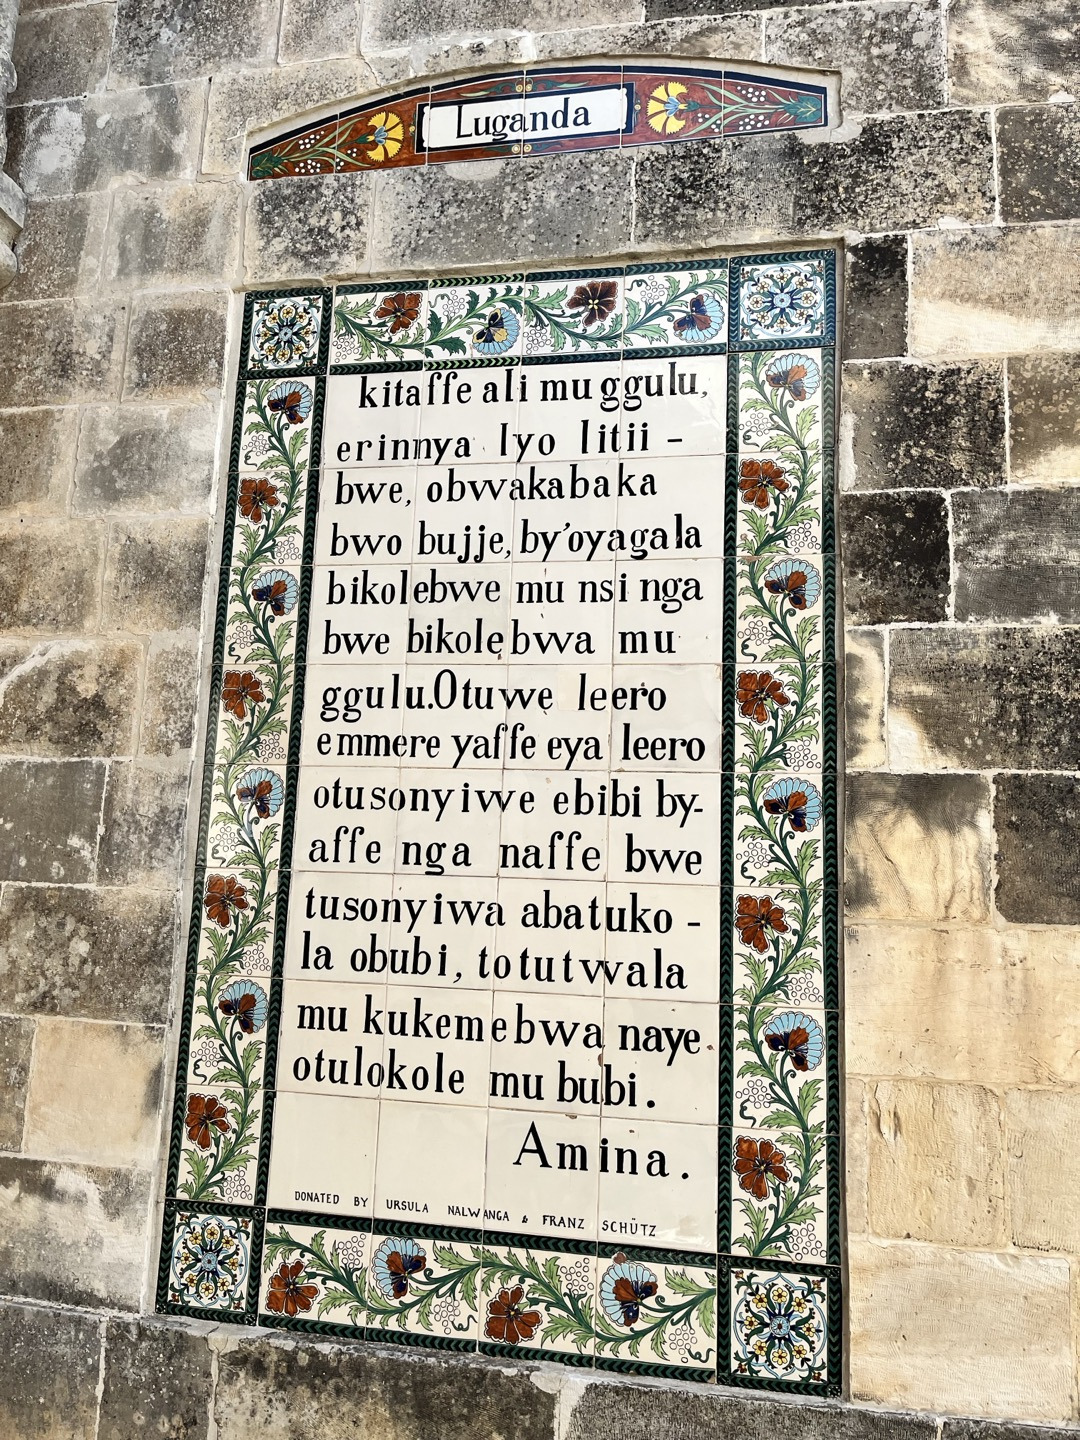 Luganda
kitaffe ali mu ggulu,
erinnya lyo litii -
bwe, obwakabaka
bwo bujje, by'oyagala
bikolebwe mu nsi nga
bwe bikolebwa mu
ggulu. Otuwe leero
emmere yaffe eya leero
otusonyiwe ebibi by-
affe nga naffe bwe
tusonyiwa abatuko -
la obubi, totutwala
mu kukemebwa naye
otulokole mu bubi.
Amina.
DONATED BY URSULA NALWANGA & FRANZ SCHÜTZ